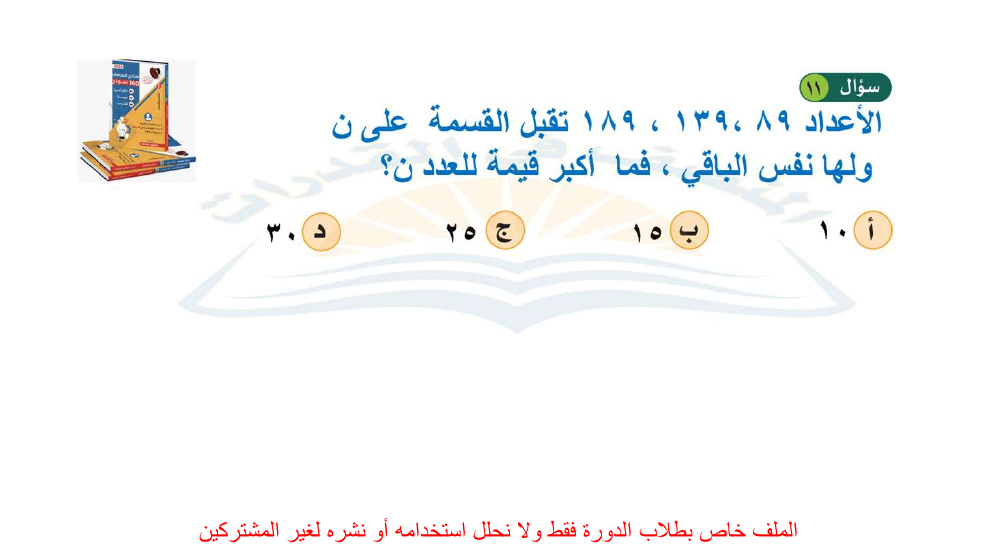 سؤال ١١
الأعداد ٨٩ ،١٣٩ ، ١٨٩ تقبل القسمة على ن
ولها نفس الباقي ، فما أكبر قيمة للعدد ن؟
أ ١٠ ب ١٥ ج ٢٥ د ٣٠
الملف خاص بطلاب الدورة فقط ولا نحلل استخدامه أو نشره لغير المشتركين